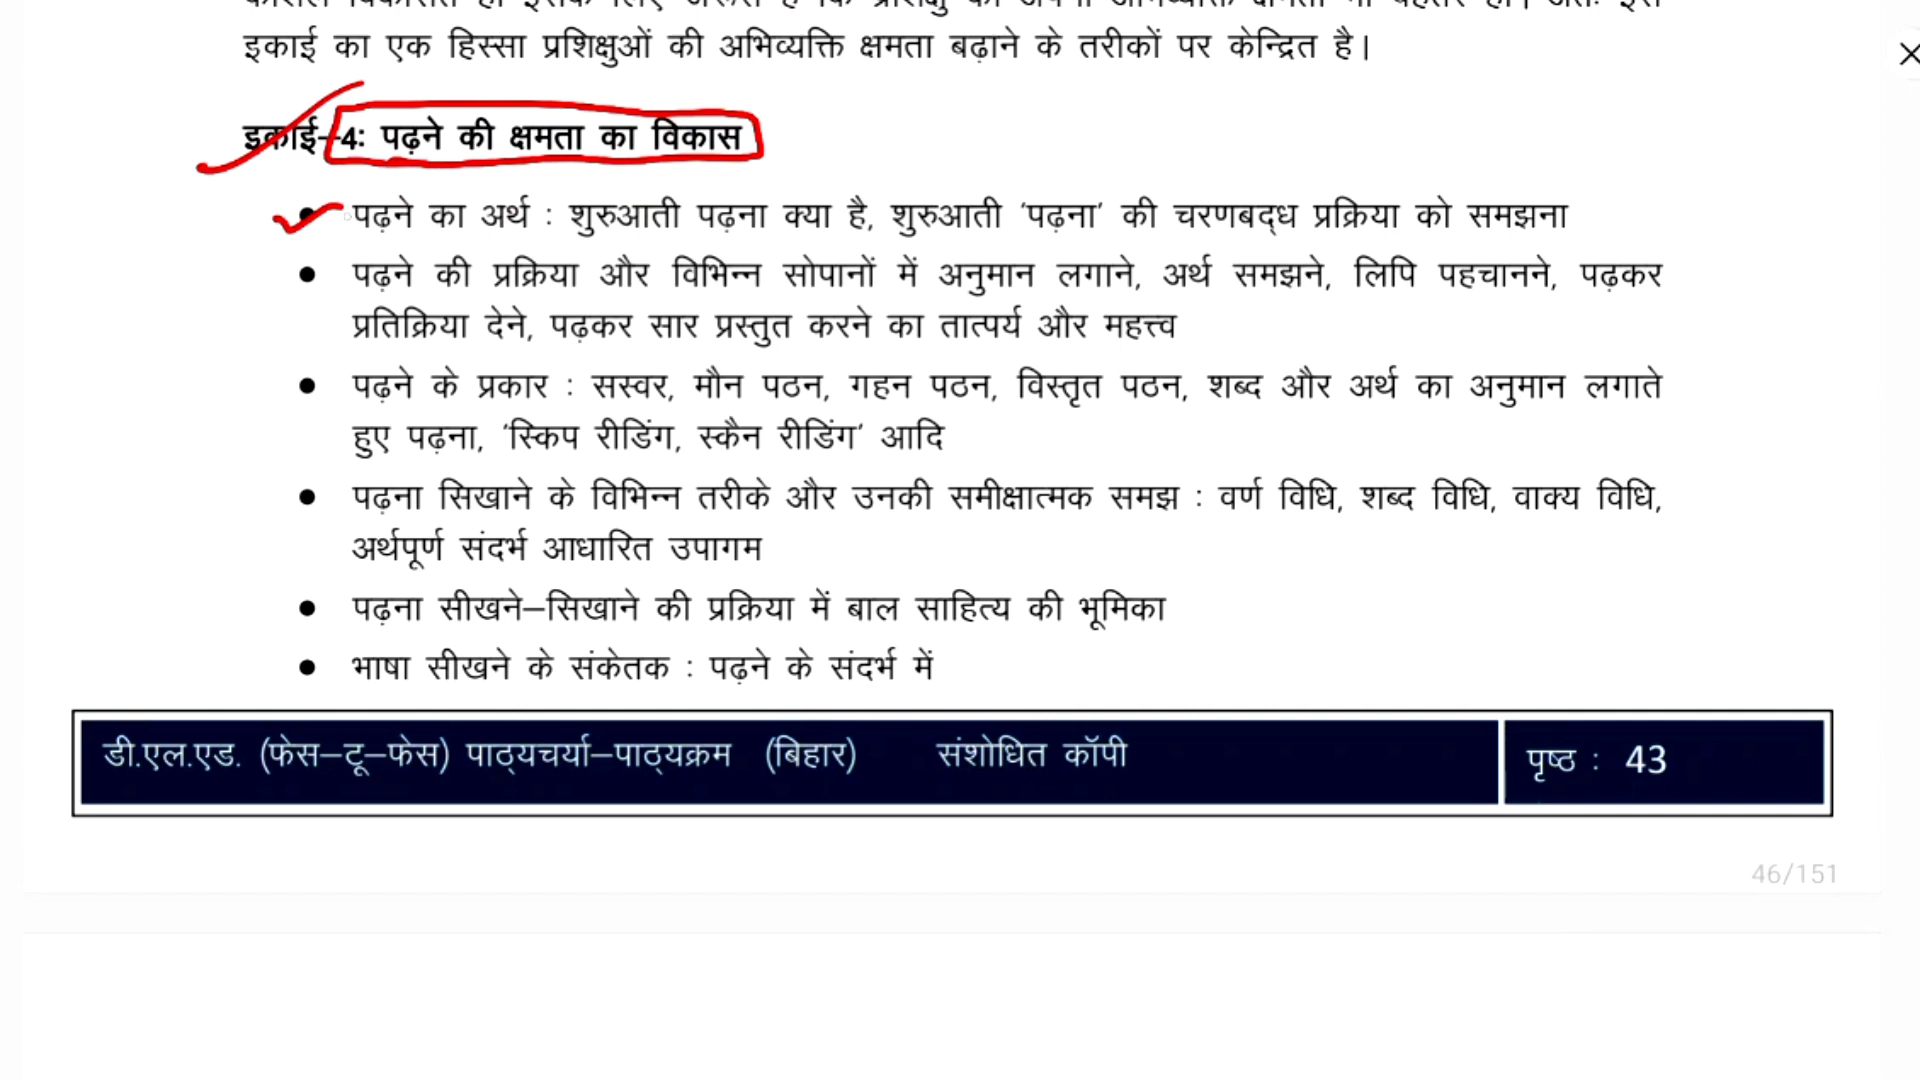 इकाई का एक हिस्सा प्रशिक्षुओं की अभिव्यक्ति क्षमता बढ़ाने के तरीकों पर केन्द्रित है।
इकाई–4: पढ़ने की क्षमता का विकास
● पढ़ने का अर्थ : शुरुआती पढ़ना क्या है, शुरुआती ‘पढ़ना’ की चरणबद्ध प्रक्रिया को समझना
● पढ़ने की प्रक्रिया और विभिन्न सोपानों में अनुमान लगाने, अर्थ समझने, लिपि पहचानने, पढ़कर
प्रतिक्रिया देने, पढ़कर सार प्रस्तुत करने का तात्पर्य और महत्त्व
● पढ़ने के प्रकार : सस्वर, मौन पठन, गहन पठन, विस्तृत पठन, शब्द और अर्थ का अनुमान लगाते
हुए पढ़ना, ‘स्किप रीडिंग, स्कैन रीडिंग’ आदि
● पढ़ना सिखाने के विभिन्न तरीके और उनकी समीक्षात्मक समझ : वर्ण विधि, शब्द विधि, वाक्य विधि,
अर्थपूर्ण संदर्भ आधारित उपागम
● पढ़ना सीखने–सिखाने की प्रक्रिया में बाल साहित्य की भूमिका
● भाषा सीखने के संकेतक : पढ़ने के संदर्भ में
डी.एल.एड. (फेस–टू–फेस) पाठ्यचर्या–पाठ्यक्रम (बिहार) संशोधित कॉपी पृष्ठ : 43
46/151